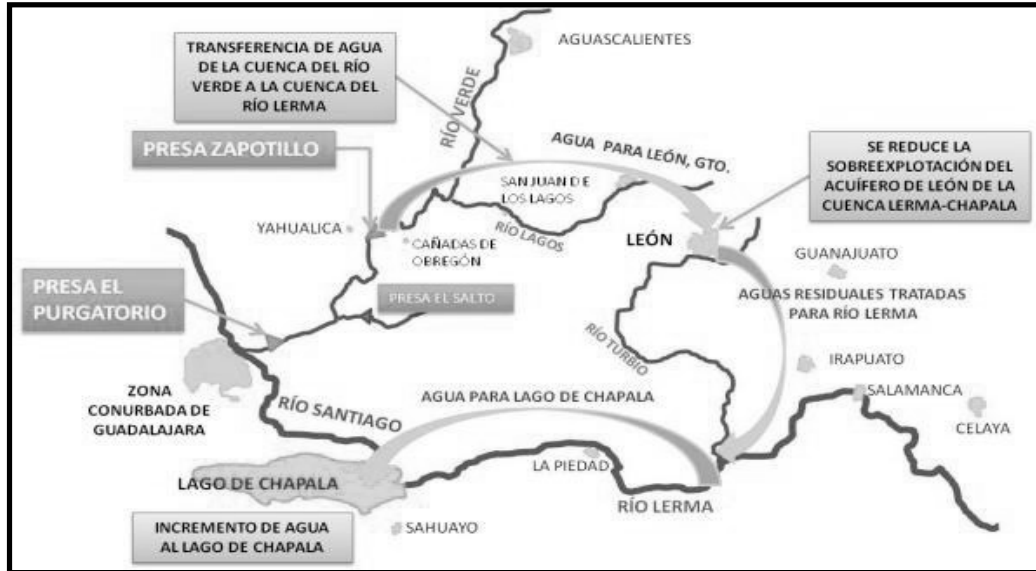 TRANSFERENCIA DE AGUA
DE LA CUENCA DEL RÍO
VERDE A LA CUENCA DEL
RÍO LERMA
AGUASCALIENTES
RÍO VERDE
PRESA ZAPOTILLO
AGUA PARA LEÓN, GTO.
SE REDUCE LA
SOBREEXPLOTACIÓN DEL
ACUÍFERO DE LEÓN DE LA
CUENCA LERMA-CHAPALA
SAN JUAN DE
LOS LAGOS
YAHUALICA
RÍO LAGOS
CAÑADAS DE
OBREGÓN
LEÓN
GUANAJUATO
PRESA EL
PURGATORIO
PRESA EL SALTO
AGUAS RESIDUALES TRATADAS
PARA RÍO LERMA
RÍO TURBIO
IRAPUATO
SALAMANCA
ZONA
CONURBADA DE
GUADALAJARA
RÍO SANTIAGO
AGUA PARA LAGO DE CHAPALA
CELAYA
LAGO DE CHAPALA
LA PIEDAD
RÍO LERMA
INCREMENTO DE AGUA
AL LAGO DE CHAPALA
SAHUAYO